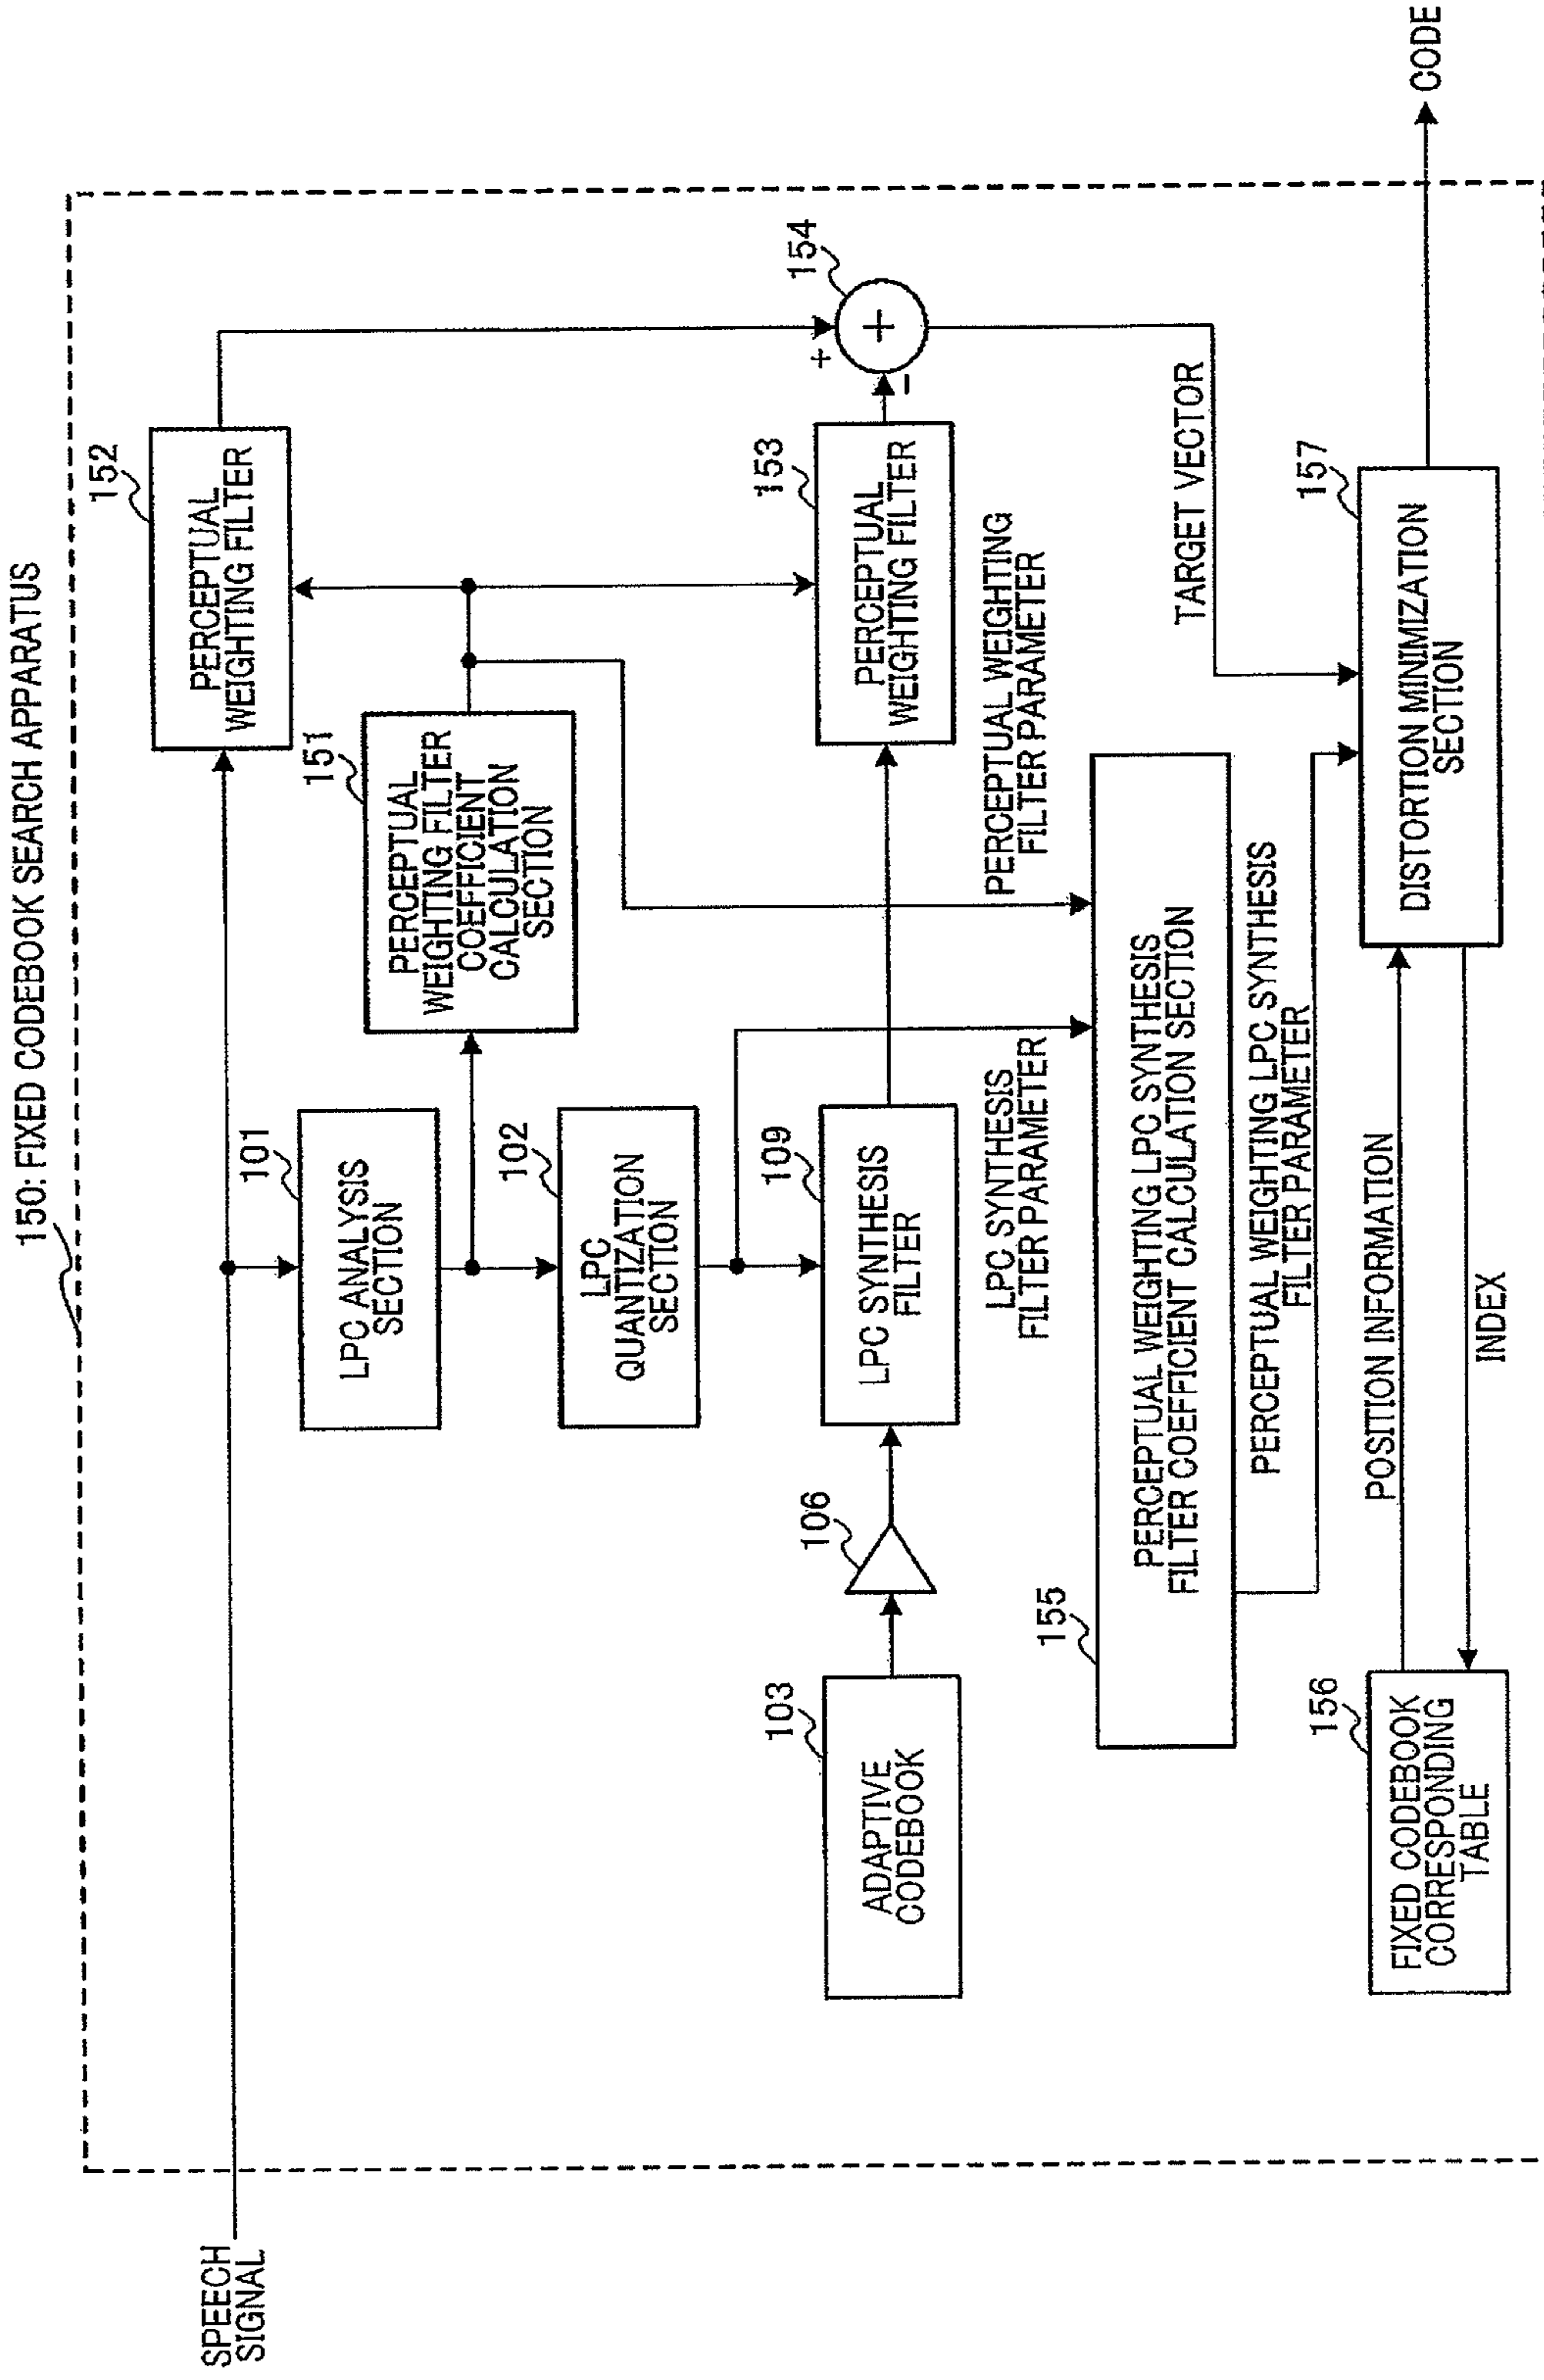 150: FIXED CODEBOOK SEARCH APPARATUS
SPEECH
SIGNAL
101
LPC ANALYSIS
SECTION
152
PERCEPTUAL
WEIGHTING FILTER
151
PERCEPTUAL
WEIGHTING FILTER
COEFFICIENT
CALCULATION
SECTION
102
LPC
QUANTIZATION
SECTION
103
ADAPTIVE
CODEBOOK
106
109
LPC SYNTHESIS
FILTER
153
PERCEPTUAL
WEIGHTING FILTER
154
+
+
-
LPC SYNTHESIS
FILTER PARAMETER
PERCEPTUAL WEIGHTING
FILTER PARAMETER
155
PERCEPTUAL WEIGHTING LPC SYNTHESIS
FILTER COEFFICIENT CALCULATION SECTION
TARGET VECTOR
PERCEPTUAL WEIGHTING LPC SYNTHESIS
FILTER PARAMETER
156
FIXED CODEBOOK
CORRESPONDING
TABLE
POSITION INFORMATION
INDEX
157
DISTORTION MINIMIZATION
SECTION
CODE